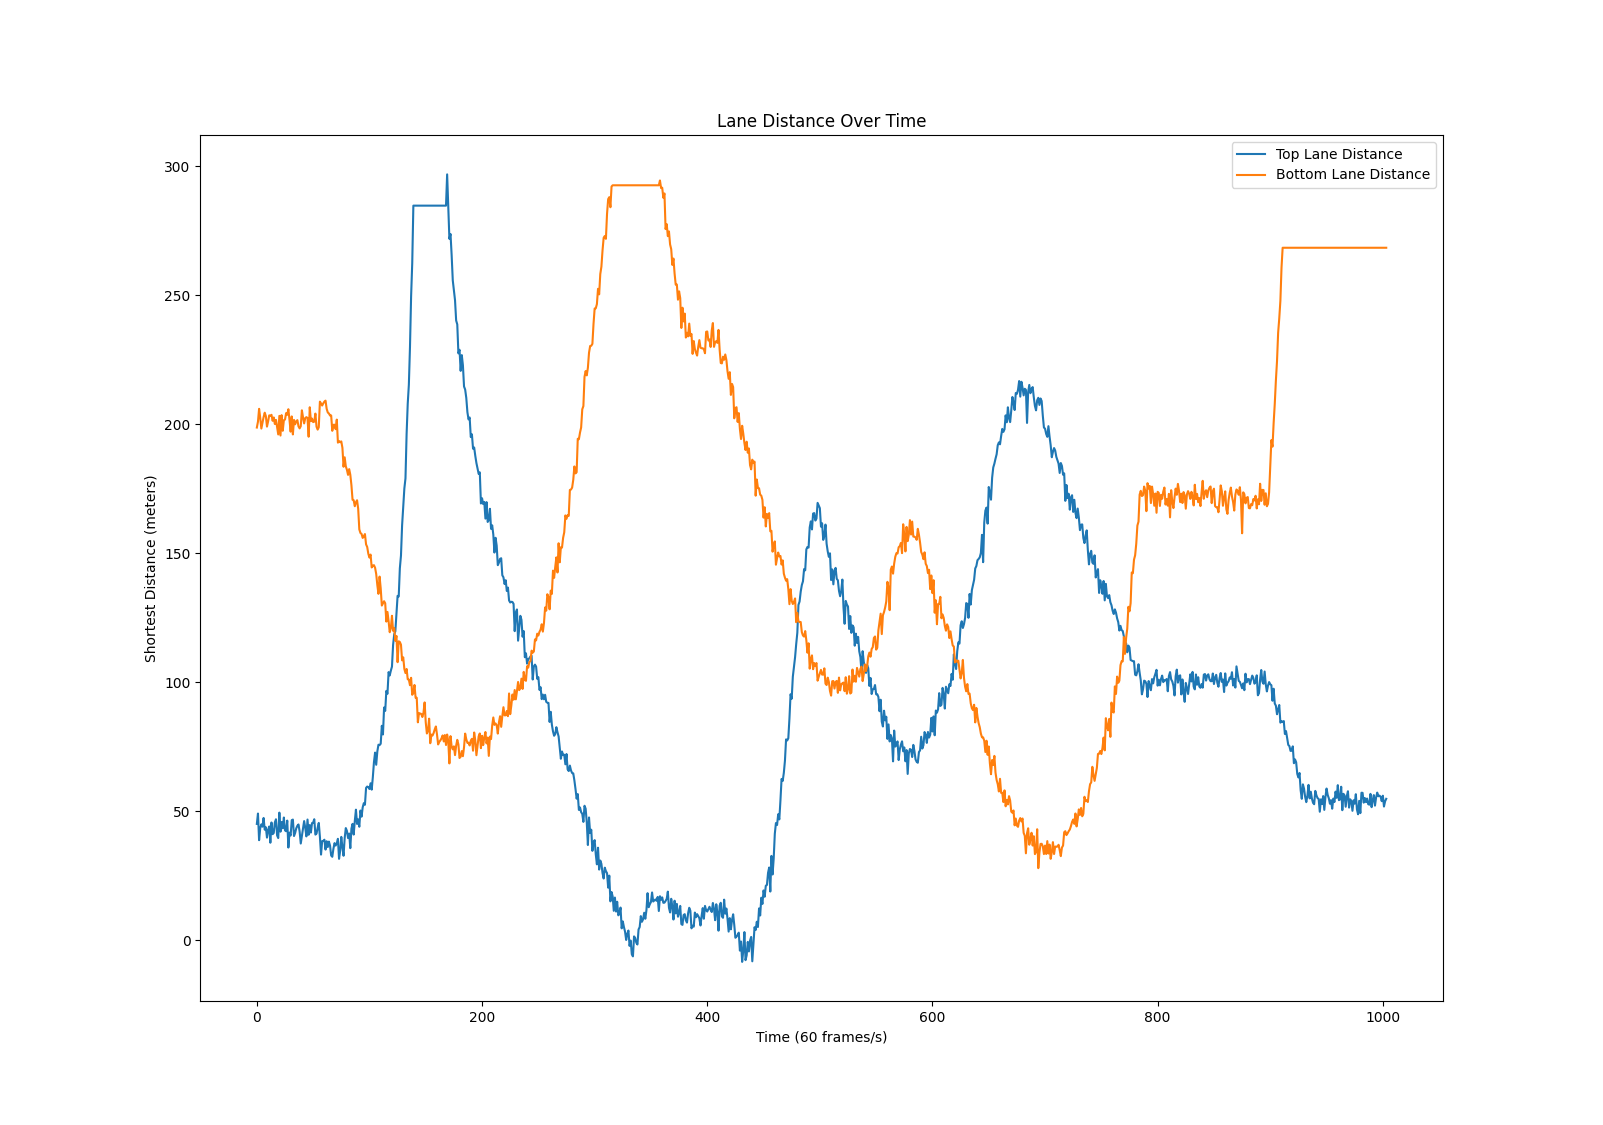 Lane Distance Over Time
Top Lane Distance
Bottom Lane Distance
Shortest Distance (meters)
300
250
200
150
100
50
0
0 200 400 600 800 1000
Time (60 frames/s)